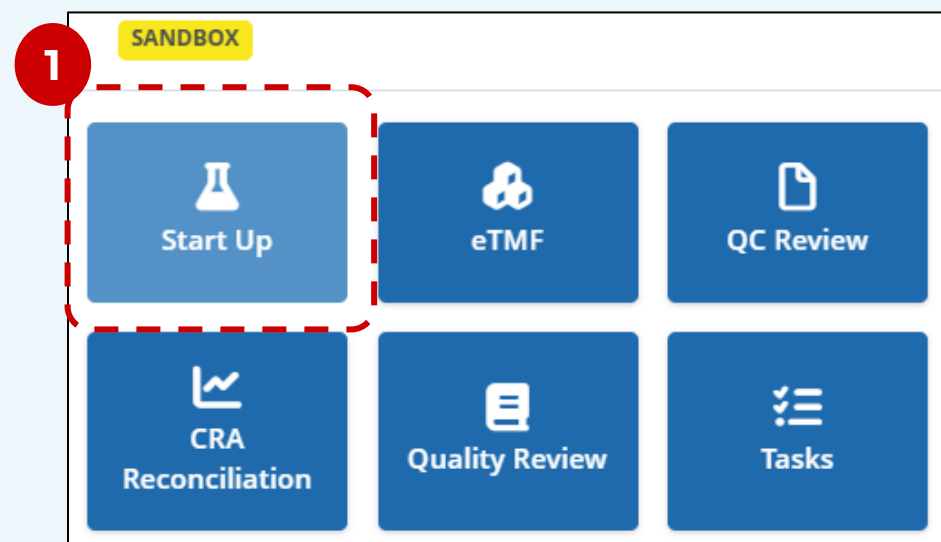 SANDBOX
1
Start Up
eTMF
QC Review
CRA
Reconciliation
Quality Review
Tasks